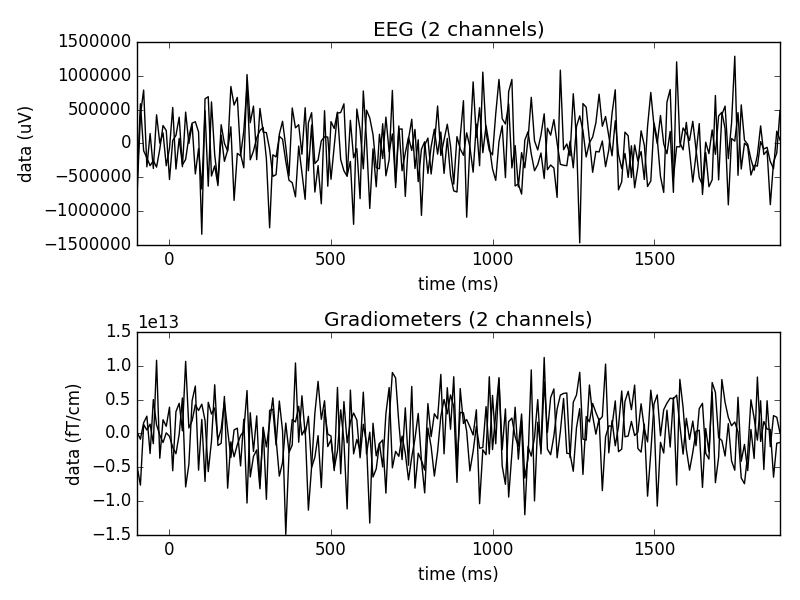 EEG (2 channels)
1500000
1000000
500000
0
−500000
−1000000
−1500000
data (uV)
0 500 1000 1500
time (ms)
Gradiometers (2 channels)
1e13
1.5
1.0
0.5
0.0
−0.5
−1.0
−1.5
data (fT/cm)
0 500 1000 1500
time (ms)